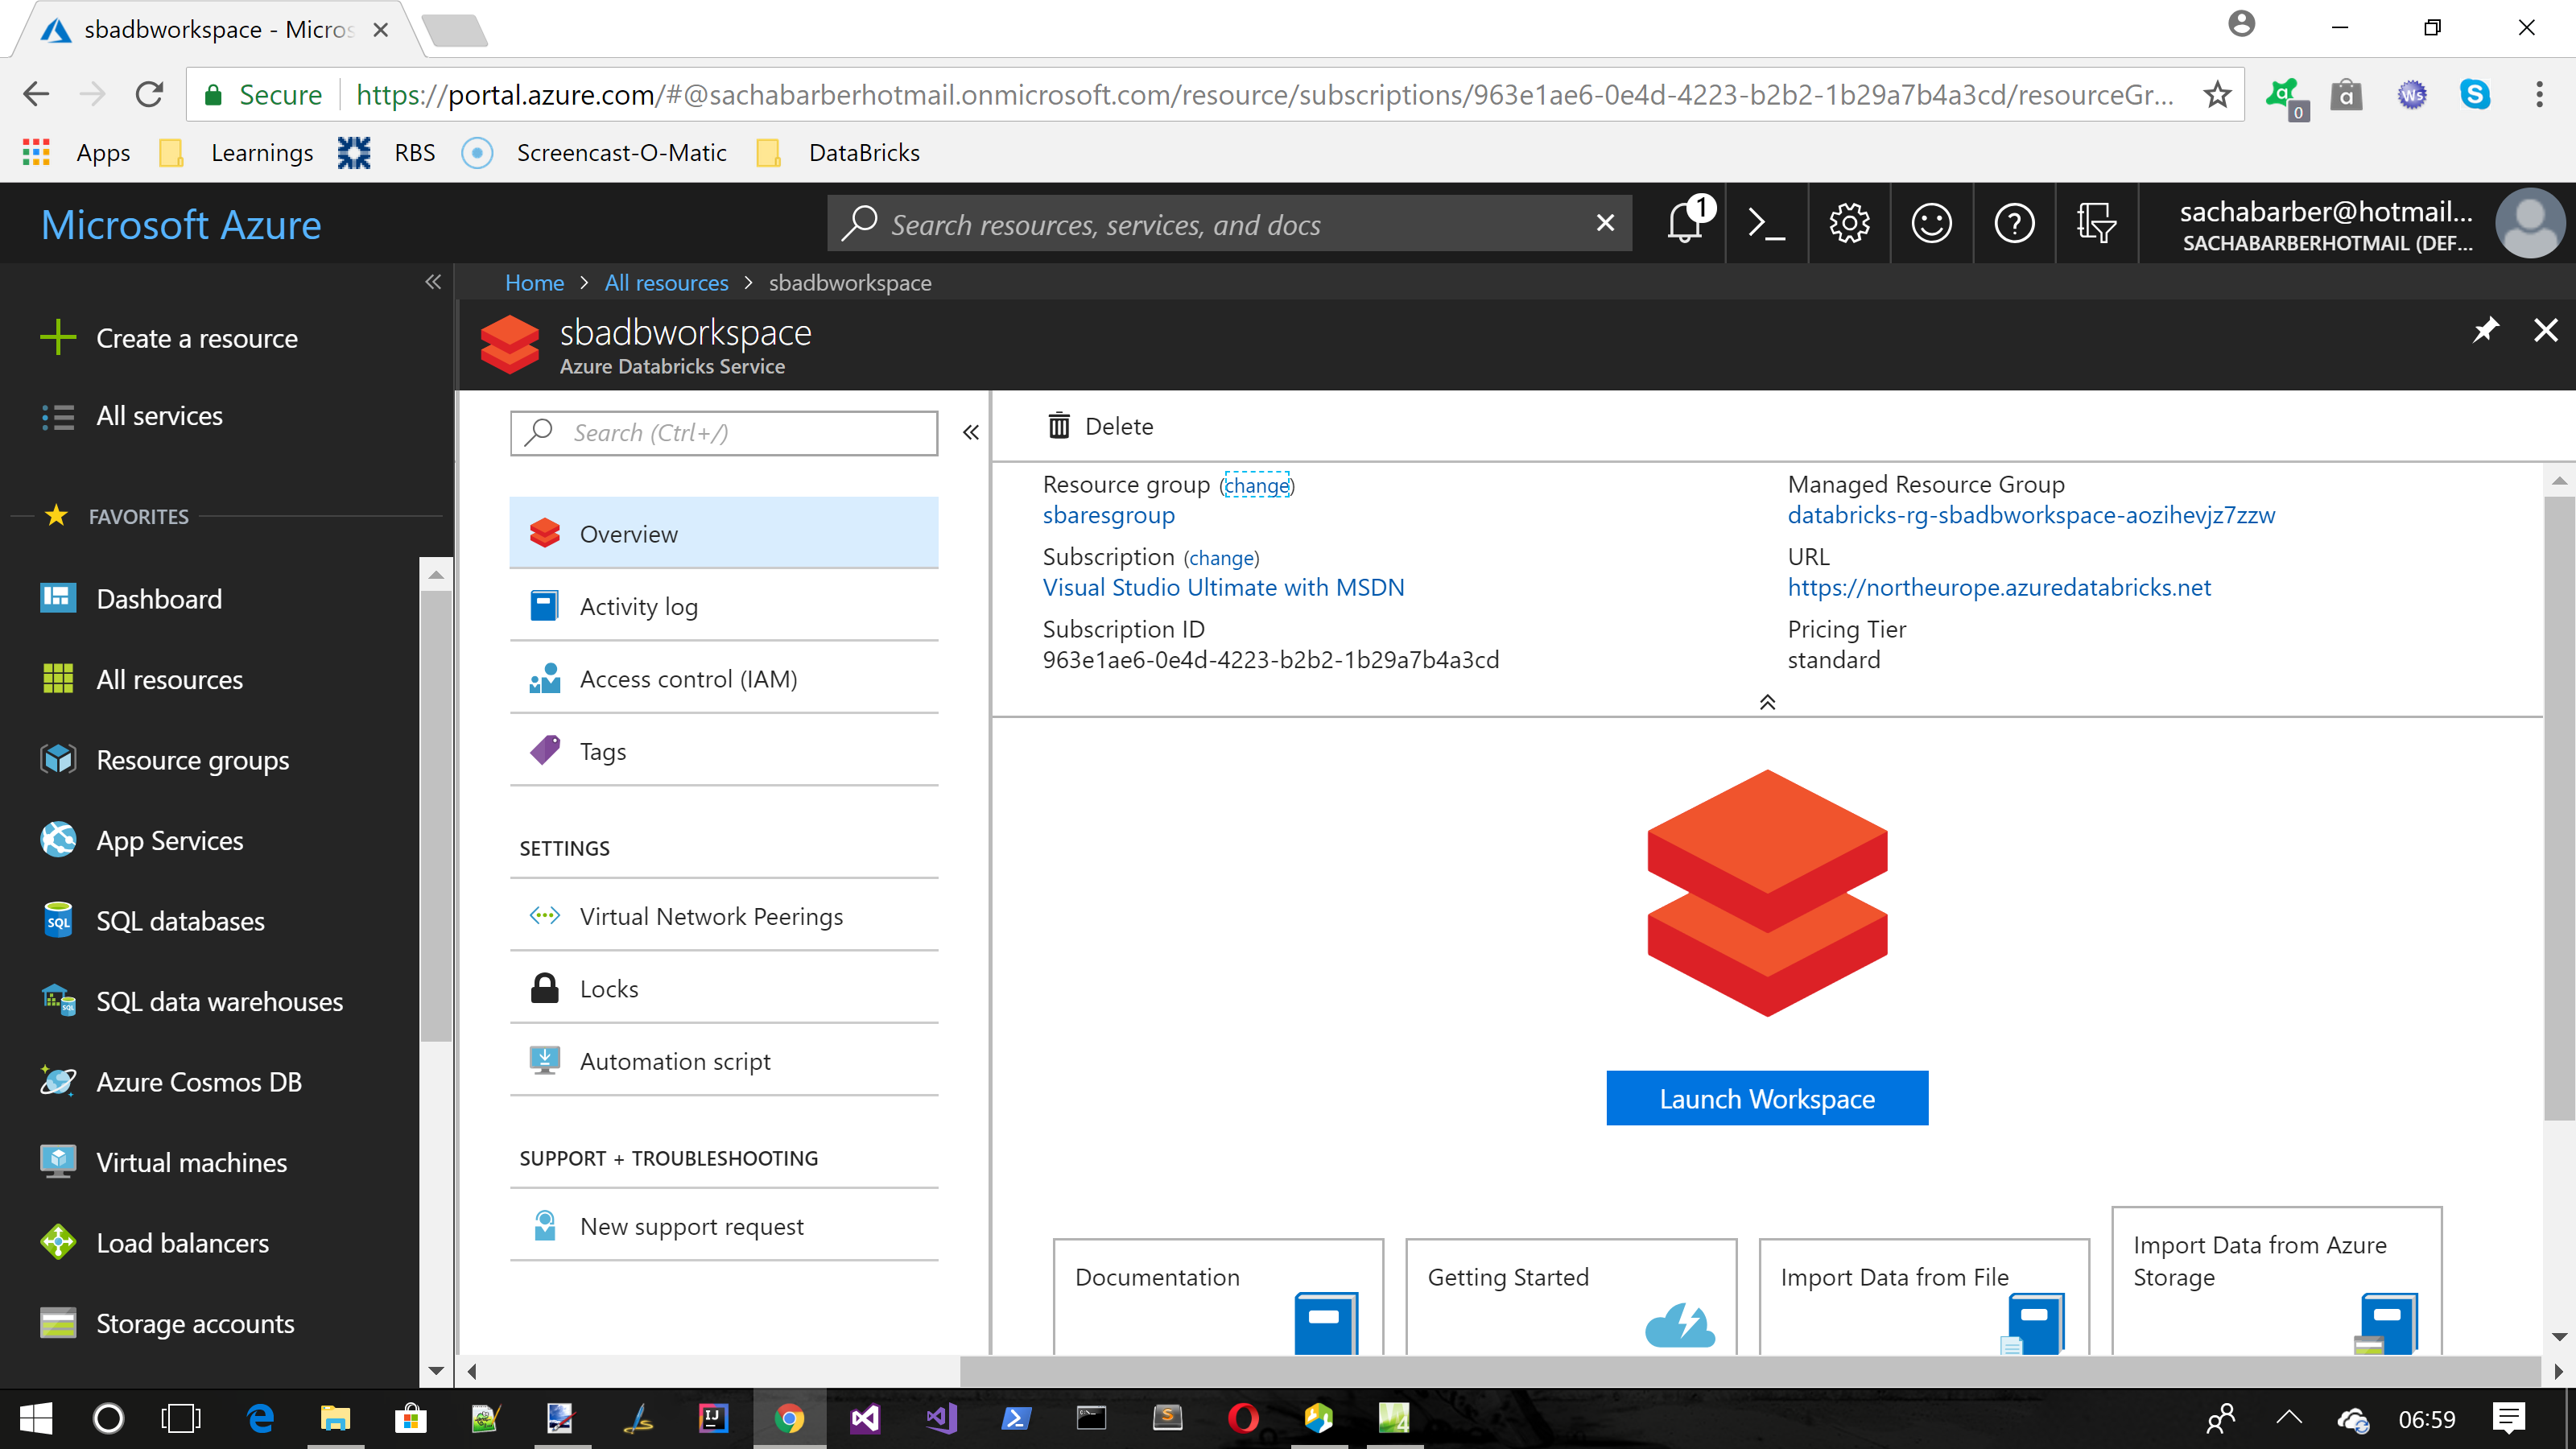 sbadbworkspace - Micros
Secure
https://portal.azure.com/#@sachabarberhotmail.onmicrosoft.com/resource/subscriptions/963e1ae6-0e4d-4223-b2b2-1b29a7b4a3cd/resourceGr...
a
0
a
Ws
S
Apps
Learnings
RBS
Screencast-O-Matic
DataBricks
Microsoft Azure
Search resources, services, and docs
1
sachabarber@hotmail...
SACHABARBERHOTMAIL (DEF...
Create a resource
All services
FAVORITES
Dashboard
All resources
Resource groups
App Services
SQL
SQL databases
SQL data warehouses
Azure Cosmos DB
Virtual machines
Load balancers
Storage accounts
Home > All resources > sbadbworkspace
sbadbworkspace
Azure Databricks Service
Search (Ctrl+/)
Overview
Activity log
Access control (IAM)
Tags
SETTINGS
Virtual Network Peerings
Locks
Automation script
SUPPORT + TROUBLESHOOTING
New support request
Delete
Resource group (change)
sbaresgroup
Subscription (change)
Visual Studio Ultimate with MSDN
Subscription ID
963e1ae6-0e4d-4223-b2b2-1b29a7b4a3cd
Managed Resource Group
databricks-rg-sbadbworkspace-aozihevjz7zzw
URL
https://northeurope.azuredatabricks.net
Pricing Tier
standard
Launch Workspace
Documentation
Getting Started
Import Data from File
Import Data from Azure
Storage
IJ
S
4
06:59